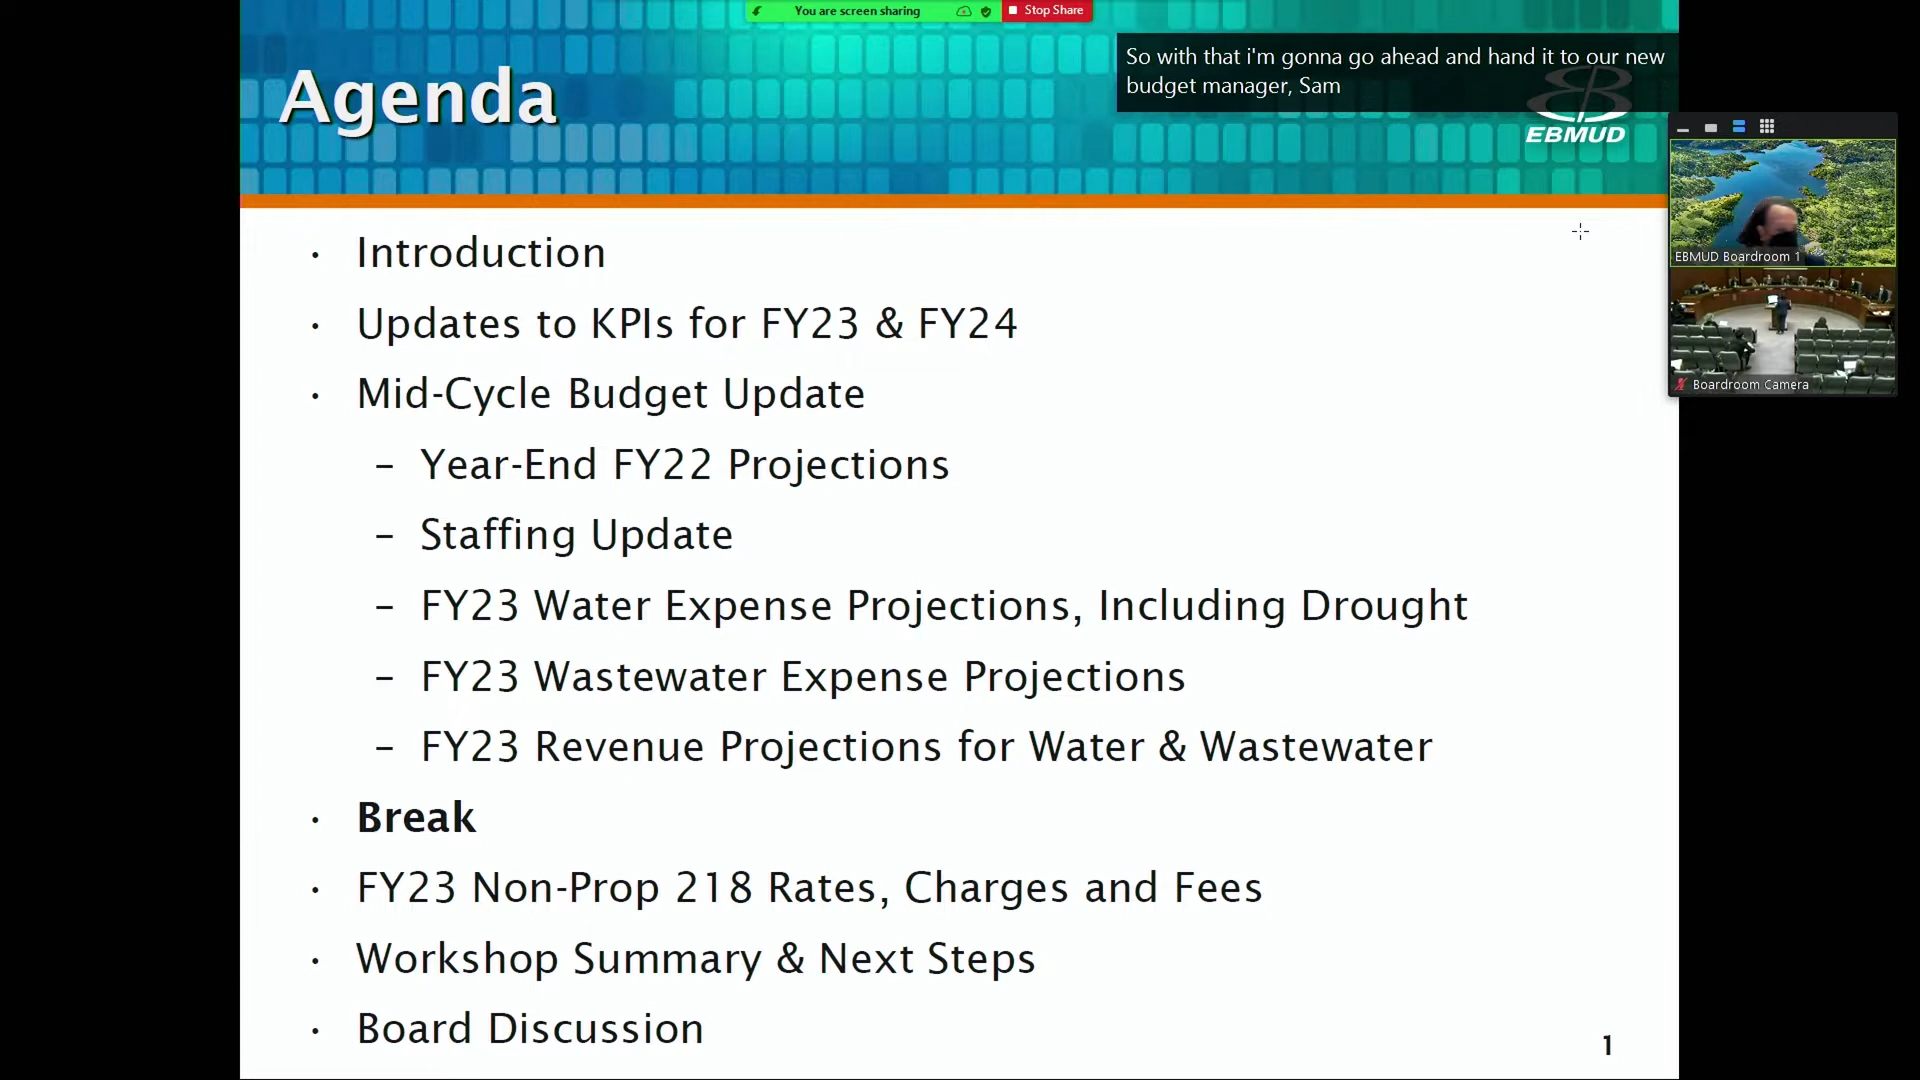 You are screen sharing
Stop Share
So with that i'm gonna go ahead and hand it to our new
budget manager, Sam
Agenda
EBMUD
EBMUD Boardroom 1
Boardroom Camera
· Introduction
· Updates to KPIs for FY23 & FY24
· Mid-Cycle Budget Update
– Year-End FY22 Projections
– Staffing Update
– FY23 Water Expense Projections, Including Drought
– FY23 Wastewater Expense Projections
– FY23 Revenue Projections for Water & Wastewater
· Break
· FY23 Non-Prop 218 Rates, Charges and Fees
· Workshop Summary & Next Steps
· Board Discussion
1